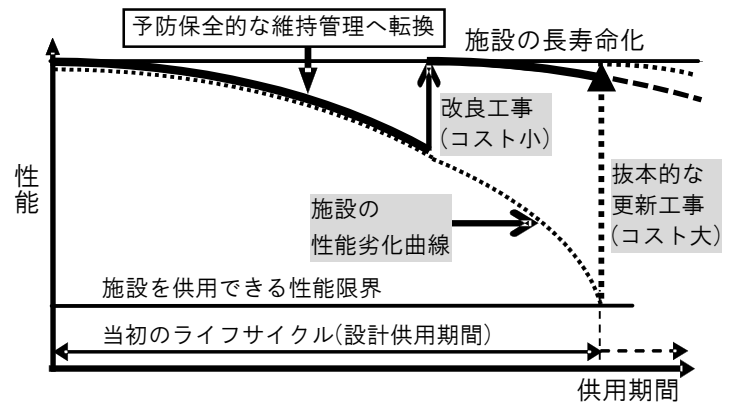 予防保全的な維持管理へ転換
施設の長寿命化
改良工事
(コスト小)
性能
抜本的な
更新工事
(コスト大)
施設の
性能劣化曲線
施設を供用できる性能限界
当初のライフサイクル(設計供用期間)
供用期間